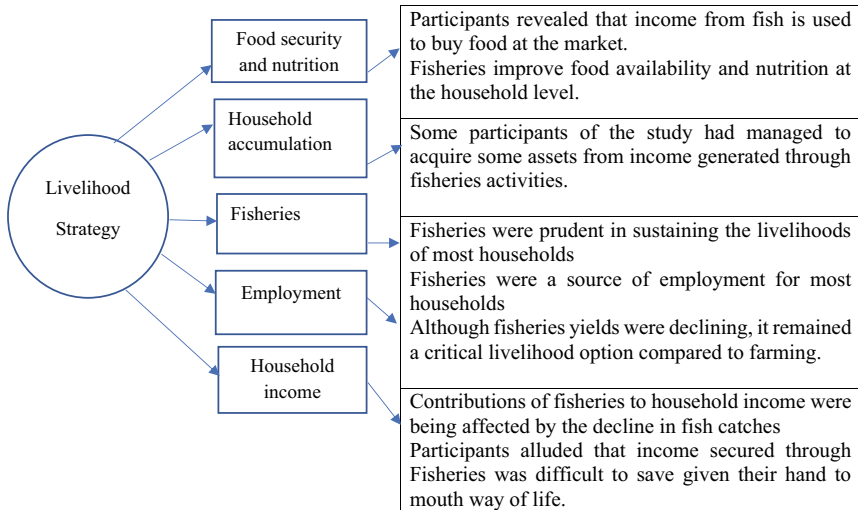 Livelihood
Strategy
Food security
and nutrition
Household
accumulation
Fisheries
Employment
Household
income
Participants revealed that income from fish is used
to buy food at the market.
Fisheries improve food availability and nutrition at
the household level.
Some participants of the study had managed to
acquire some assets from income generated through
fisheries activities.
Fisheries were prudent in sustaining the livelihoods
of most households
Fisheries were a source of employment for most
households
Although fisheries yields were declining, it remained
a critical livelihood option compared to farming.
Contributions of fisheries to household income were
being affected by the decline in fish catches
Participants alluded that income secured through
Fisheries was difficult to save given their hand to
mouth way of life.